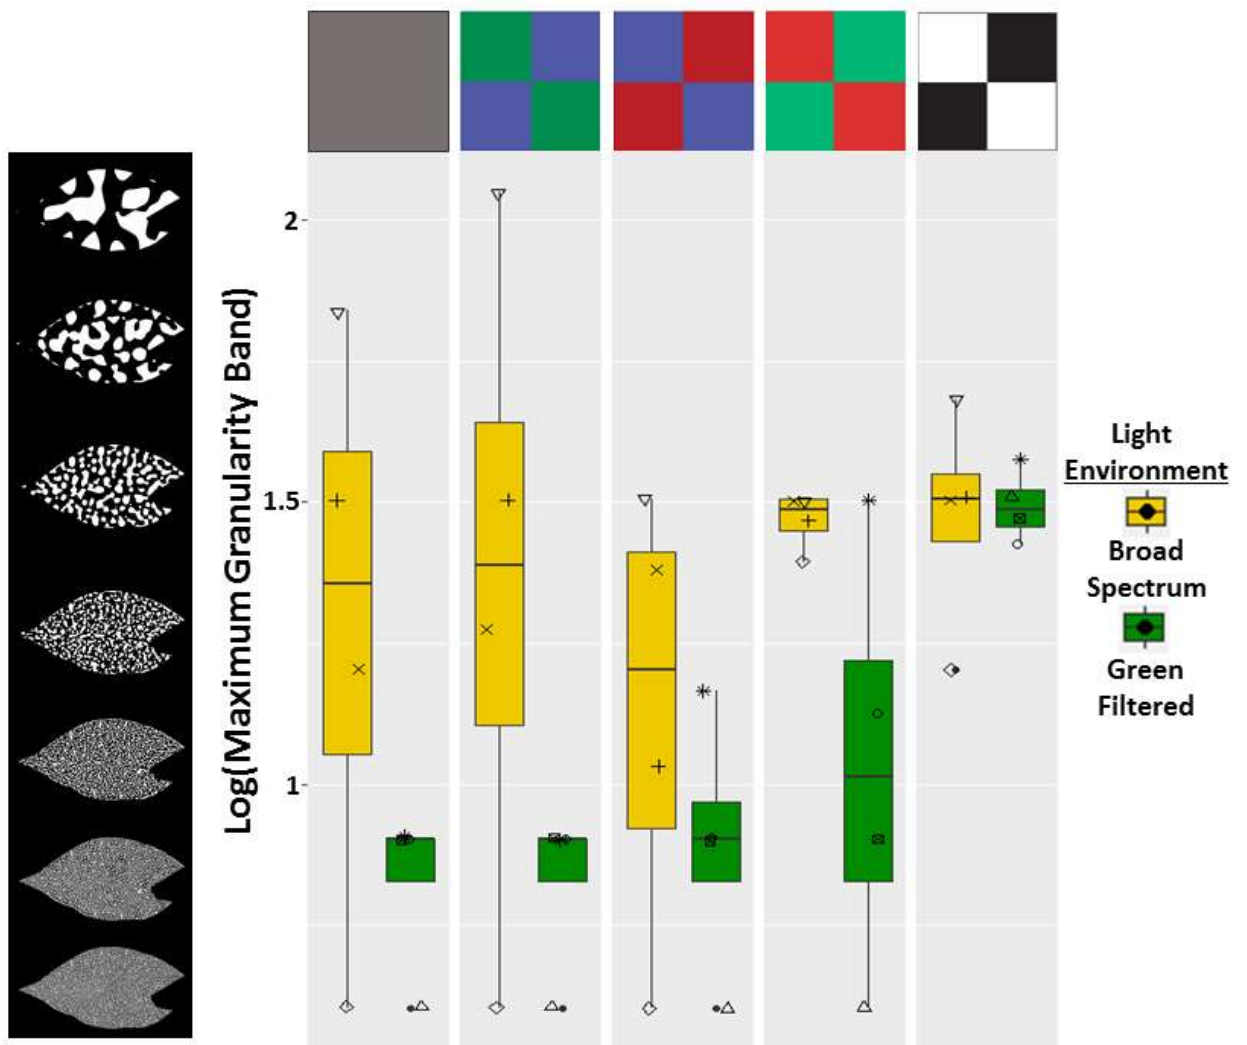 Log(Maximum Granularity Band)
2
1.5
1
Light
Environment
Broad
Spectrum
Green
Filtered